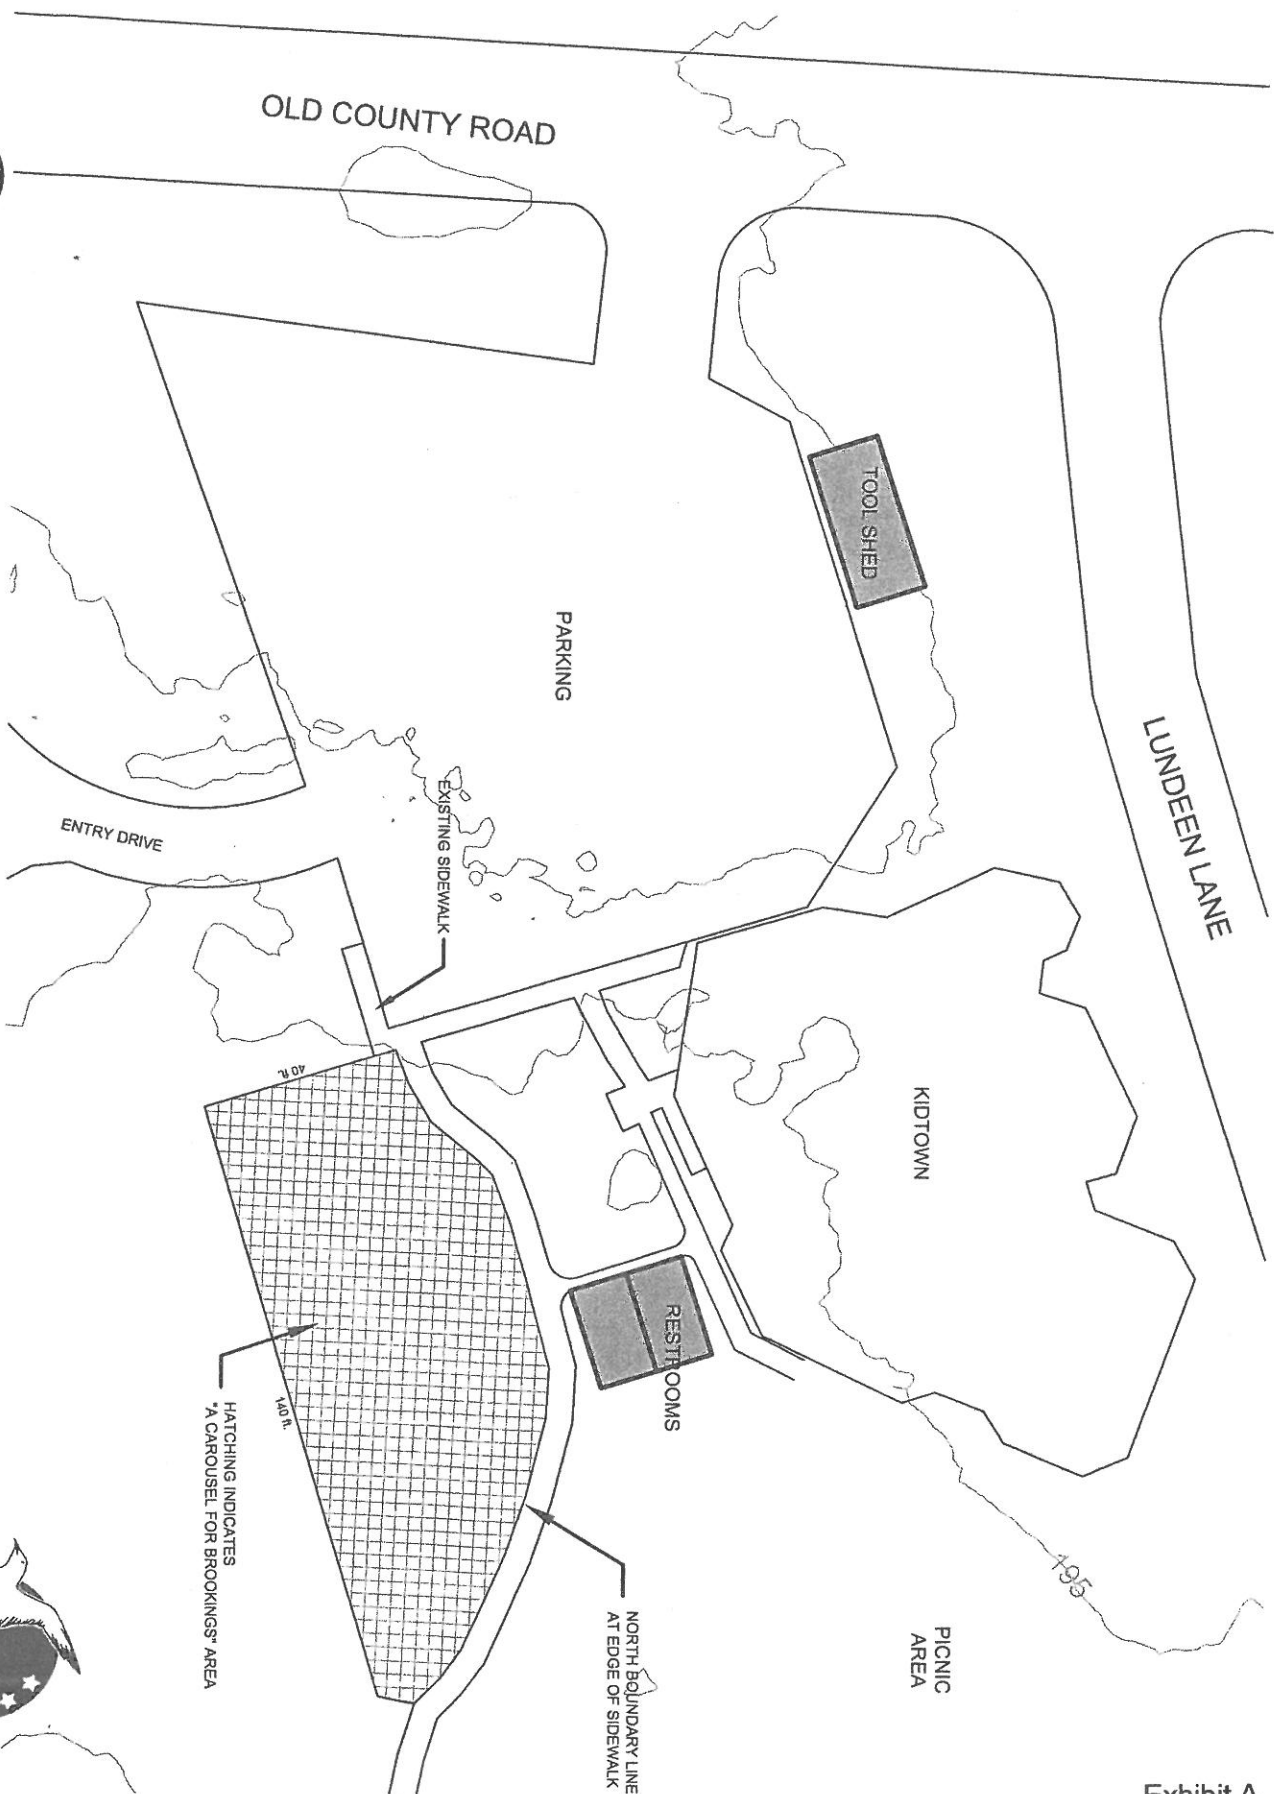 OLD COUNTY ROAD
TOOL SHED
LUNDEEN LANE
PARKING
ENTRY DRIVE
EXISTING SIDEWALK
KIDTOWN
40 ft.
RESTROOMS
140 ft.
HATCHING INDICATES
"A CAROUSEL FOR BROOKINGS" AREA
195
NORTH BOUNDARY LINE
AT EDGE OF SIDEWALK
PICNIC
AREA
Exhibit A